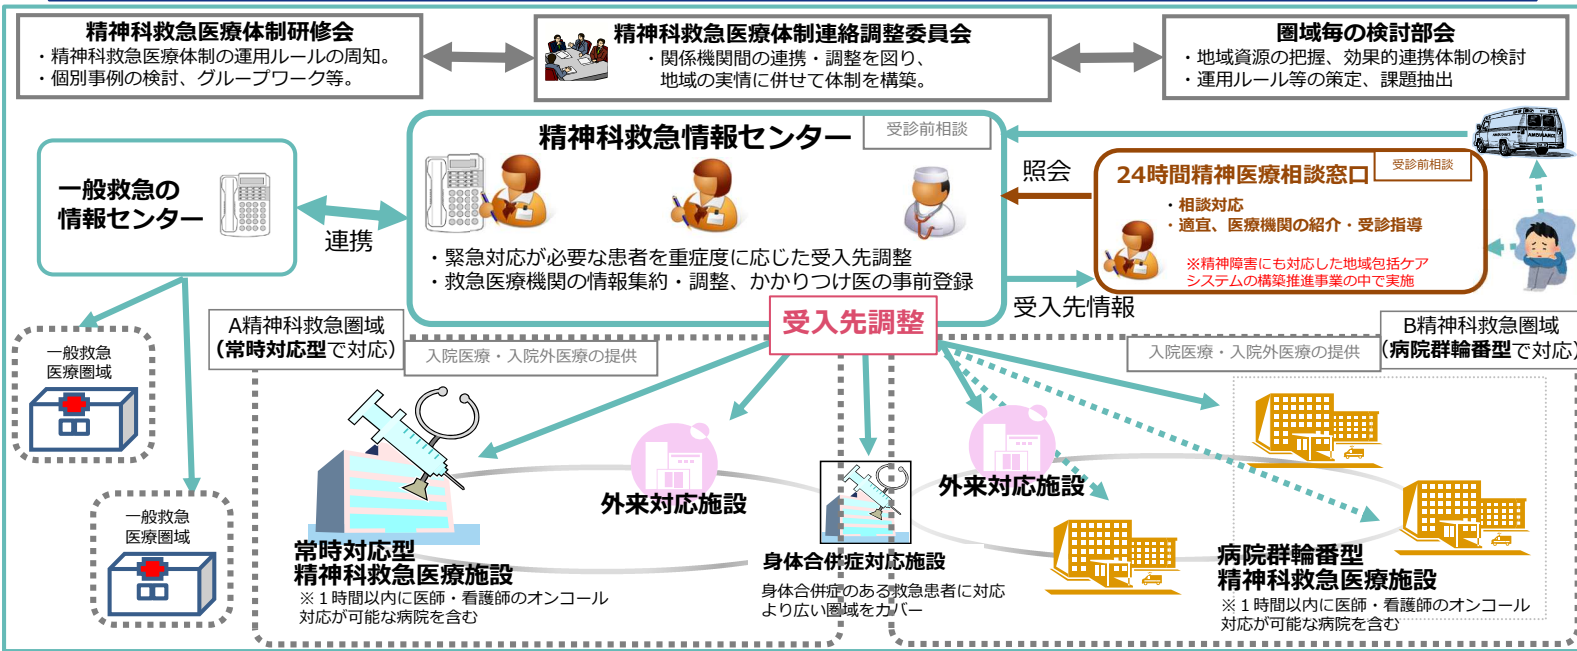 精神科救急医療体制研修会
・精神科救急医療体制の運用ルールの周知。
・個別事例の検討、グループワーク等。
精神科救急医療体制連絡調整委員会
・関係機関間の連携・調整を図り、
地域の実情に併せて体制を構築。
圏域毎の検討部会
・地域資源の把握、効果的連携体制の検討
・運用ルール等の策定、課題抽出
精神科救急情報センター
受診前相談
・緊急対応が必要な患者を重症度に応じた受入先調整
・救急医療機関の情報集約・調整、かかりつけ医の事前登録
一般救急の
情報センター
連携
照会
受入先情報
AMBULANCE
24時間精神医療相談窓口
受診前相談
・相談対応
・適宜、医療機関の紹介・受診指導
※精神障害にも対応した地域包括ケア
システムの構築推進事業の中で実施
受入先調整
一般救急
医療圏域
一般救急
医療圏域
A精神科救急圏域
(常時対応型で対応)
入院医療・入院外医療の提供
入院医療・入院外医療の提供
B精神科救急圏域
(病院群輪番型で対応)
外来対応施設
外来対応施設
常時対応型
精神科救急医療施設
※１時間以内に医師・看護師のオンコール
対応が可能な病院を含む
身体合併症対応施設
身体合併症のある救急患者に対応
より広い圏域をカバー
病院群輪番型
精神科救急医療施設
※１時間以内に医師・看護師のオンコール
対応が可能な病院を含む